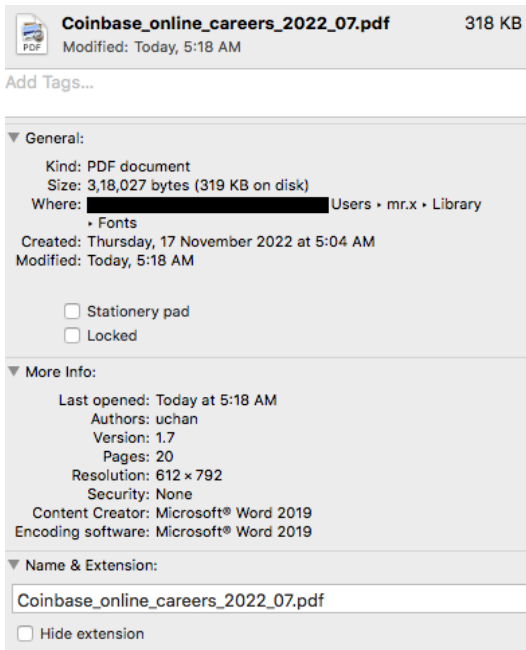 Coinbase_online_careers_2022_07.pdf 318 KB
PDF
Modified: Today, 5:18 AM
Add Tags...
General:
Kind: PDF document
Size: 3,18,027 bytes (319 KB on disk)
Where: Users ‣ mr.x ‣ Library
‣ Fonts
Created: Thursday, 17 November 2022 at 5:04 AM
Modified: Today, 5:18 AM
Stationery pad
Locked
More Info:
Last opened: Today at 5:18 AM
Authors: uchan
Version: 1.7
Pages: 20
Resolution: 612 × 792
Security: None
Content Creator: Microsoft® Word 2019
Encoding software: Microsoft® Word 2019
Name & Extension:
Coinbase_online_careers_2022_07.pdf
Hide extension